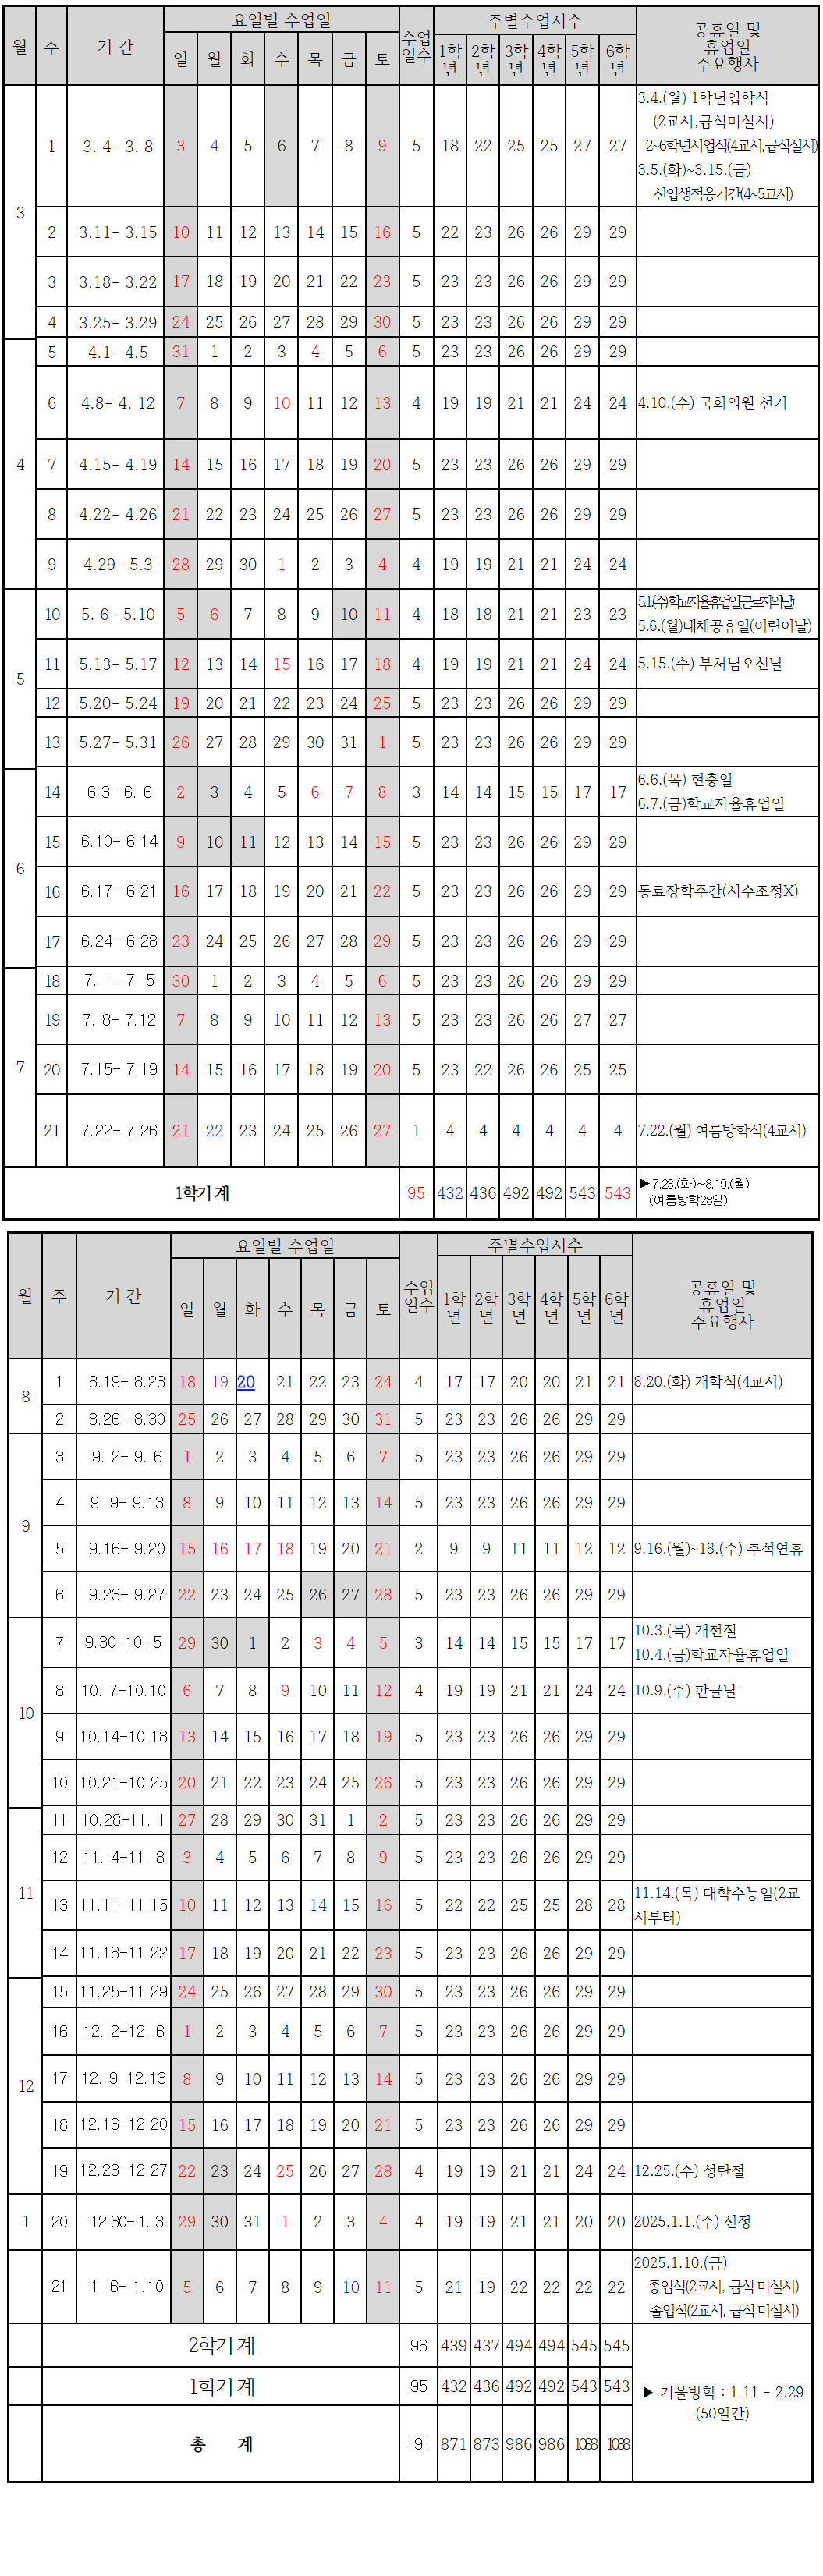 월 주 기 간 요일별 수업일 수업일수 주별수업시수 공휴일 및 휴업일 주요행사
일 월 화 수 목 금 토 1학년 2학년 3학년 4학년 5학년 6학년
3 1 3. 4- 3. 8 3 4 5 6 7 8 9 5 18 22 25 25 27 27 3.4.(월) 1학년입학식
(2교시,급식미실시)
2~6학년시업식(4교시,급식실시)
3.5.(화)~3.15.(금)
신입생적응기간(4~5교시)
2 3.11- 3.15 10 11 12 13 14 15 16 5 22 23 26 26 29 29
3 3.18- 3.22 17 18 19 20 21 22 23 5 23 23 26 26 29 29
4 3.25- 3.29 24 25 26 27 28 29 30 5 23 23 26 26 29 29
4 5 4.1- 4.5 31 1 2 3 4 5 6 5 23 23 26 26 29 29
6 4.8- 4. 12 7 8 9 10 11 12 13 4 19 19 21 21 24 24 4.10.(수) 국회의원 선거
7 4.15- 4.19 14 15 16 17 18 19 20 5 23 23 26 26 29 29
8 4.22- 4.26 21 22 23 24 25 26 27 5 23 23 26 26 29 29
9 4.29- 5.3 28 29 30 1 2 3 4 4 19 19 21 21 24 24
5 10 5. 6- 5.10 5 6 7 8 9 10 11 4 18 18 21 21 23 23 5.1.(수)학교자율휴업일(근로자의날)
5.6.(월)대체공휴일(어린이날)
11 5.13- 5.17 12 13 14 15 16 17 18 4 19 19 21 21 24 24 5.15.(수) 부처님오신날
12 5.20- 5.24 19 20 21 22 23 24 25 5 23 23 26 26 29 29
13 5.27- 5.31 26 27 28 29 30 31 1 5 23 23 26 26 29 29
6 14 6.3- 6. 6 2 3 4 5 6 7 8 3 14 14 15 15 17 17 6.6.(목) 현충일
6.7.(금)학교자율휴업일
15 6.10- 6.14 9 10 11 12 13 14 15 5 23 23 26 26 29 29
16 6.17- 6.21 16 17 18 19 20 21 22 5 23 23 26 26 29 29 동료장학주간(시수조정X)
17 6.24- 6.28 23 24 25 26 27 28 29 5 23 23 26 26 29 29
7 18 7. 1- 7. 5 30 1 2 3 4 5 6 5 23 23 26 26 29 29
19 7. 8- 7.12 7 8 9 10 11 12 13 5 23 23 26 26 27 27
20 7.15- 7.19 14 15 16 17 18 19 20 5 23 22 26 26 25 25
21 7.22- 7.26 21 22 23 24 25 26 27 1 4 4 4 4 4 4 7.22.(월) 여름방학식(4교시)
1학기 계 95 432 436 492 492 543 543 ▶ 7.23.(화)~8.19.(월)
(여름방학28일)
월 주 기 간 요일별 수업일 수업일수 주별수업시수 공휴일 및 휴업일 주요행사
일 월 화 수 목 금 토 1학년 2학년 3학년 4학년 5학년 6학년
8 1 8.19- 8.23 18 19 20 21 22 23 24 4 17 17 20 20 21 21 8.20.(화) 개학식(4교시)
2 8.26- 8.30 25 26 27 28 29 30 31 5 23 23 26 26 29 29
9 3 9. 2- 9. 6 1 2 3 4 5 6 7 5 23 23 26 26 29 29
4 9. 9- 9.13 8 9 10 11 12 13 14 5 23 23 26 26 29 29
5 9.16- 9.20 15 16 17 18 19 20 21 2 9 9 11 11 12 12 9.16.(월)~18.(수) 추석연휴
6 9.23- 9.27 22 23 24 25 26 27 28 5 23 23 26 26 29 29
10 7 9.30-10. 5 29 30 1 2 3 4 5 3 14 14 15 15 17 17 10.3.(목) 개천절
10.4.(금)학교자율휴업일
8 10. 7-10.10 6 7 8 9 10 11 12 4 19 19 21 21 24 24 10.9.(수) 한글날
9 10.14-10.18 13 14 15 16 17 18 19 5 23 23 26 26 29 29
10 10.21-10.25 20 21 22 23 24 25 26 5 23 23 26 26 29 29
11 11 10.28-11. 1 27 28 29 30 31 1 2 5 23 23 26 26 29 29
12 11. 4-11. 8 3 4 5 6 7 8 9 5 23 23 26 26 29 29
13 11.11-11.15 10 11 12 13 14 15 16 5 22 22 25 25 28 28 11.14.(목) 대학수능일(2교
시부터)
14 11.18-11.22 17 18 19 20 21 22 23 5 23 23 26 26 29 29
12 15 11.25-11.29 24 25 26 27 28 29 30 5 23 23 26 26 29 29
16 12. 2-12. 6 1 2 3 4 5 6 7 5 23 23 26 26 29 29
17 12. 9-12.13 8 9 10 11 12 13 14 5 23 23 26 26 29 29
18 12.16-12.20 15 16 17 18 19 20 21 5 23 23 26 26 29 29
19 12.23-12.27 22 23 24 25 26 27 28 4 19 19 21 21 24 24 12.25.(수) 성탄절
1 20 12.30- 1. 3 29 30 31 1 2 3 4 4 19 19 21 21 20 20 2025.1.1.(수) 신정
21 1. 6- 1.10 5 6 7 8 9 10 11 5 21 19 22 22 22 22 2025.1.10.(금)
종업식(2교시, 급식 미실시)
졸업식(2교시, 급식 미실시)
2학기 계 96 439 437 494 494 545 545
1학기 계 95 432 436 492 492 543 543 ▶ 겨울방학 : 1.11 - 2.29
(50일간)
총 계 191 871 873 986 986 1088 1088